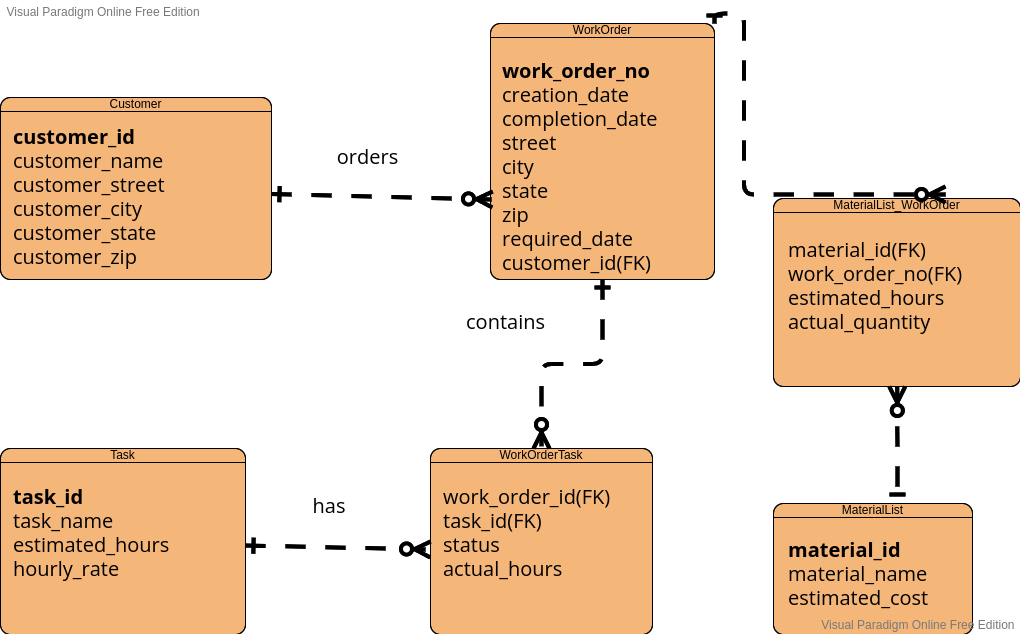 Visual Paradigm Online Free Edition
WorkOrder
work_order_no
creation_date
completion_date
street
city
state
zip
required_date
customer_id(FK)
Customer
customer_id
customer_name
customer_street
customer_city
customer_state
customer_zip
orders
MaterialList_WorkOrder
material_id(FK)
work_order_no(FK)
estimated_hours
actual_quantity
contains
Task
task_id
task_name
estimated_hours
hourly_rate
has
WorkOrderTask
work_order_id(FK)
task_id(FK)
status
actual_hours
MaterialList
material_id
material_name
estimated_cost
Visual Paradigm Online Free Edition